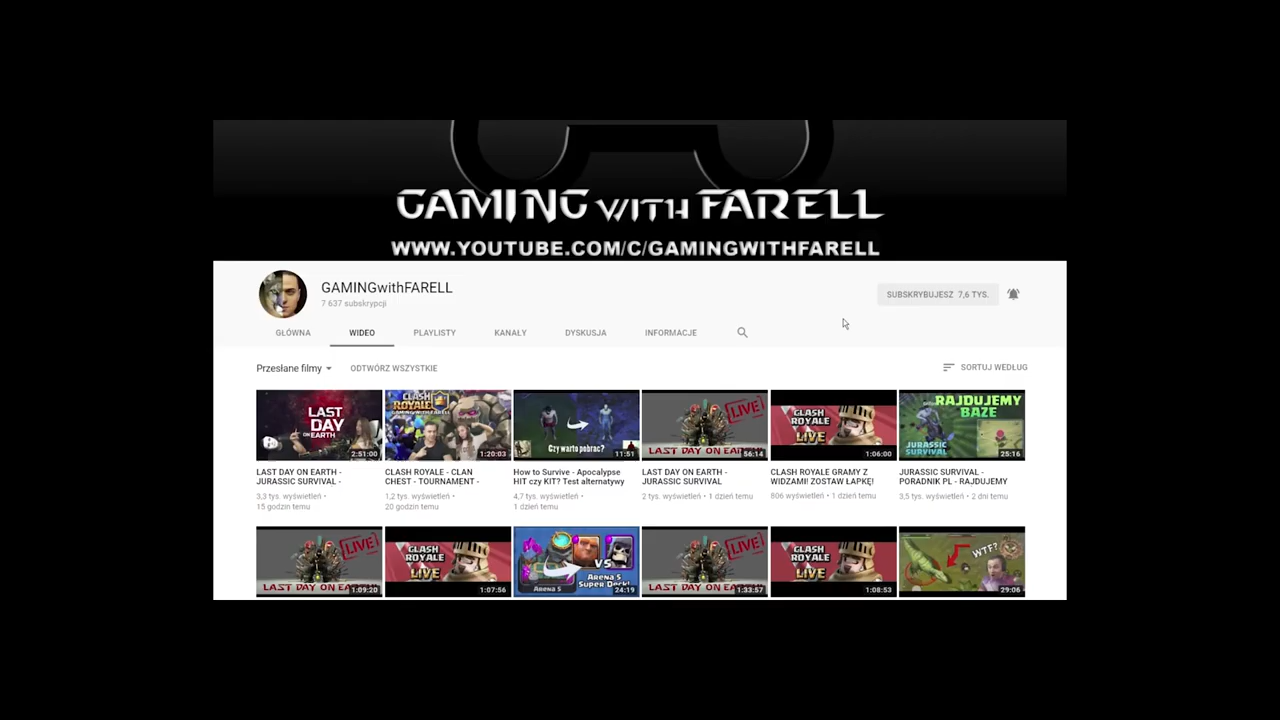 GAMING WITH FARELL
WWW.YOUTUBE.COM/C/GAMINGWITHFARELL
GAMINGwithFARELL
7 637 subskrypcji
SUBSKRYBUJESZ 7,6 TYS.
GŁÓWNA WIDEO PLAYLISTY KANAŁY DYSKUSJA INFORMACJE
Przesłane filmy ODTWÓRZ WSZYSTKIE SORTUJ WEDŁUG
LAST
DAY
ON EARTH
2:51:00
CLASH
ROYALE
GAMING WITH FARELL
1:20:03
Czy warto pobrac?
11:51
LIVE
LAST DAY ON EARTH
56:14
CLASH
ROYALE
LIVE
1:06:00
RAJDUJEMY
BAZE
JURASSIC
SURVIVAL
25:16
LAST DAY ON EARTH -
JURASSIC SURVIVAL -
3,3 tys. wyświetleń •
15 godzin temu
CLASH ROYALE - CLAN
CHEST - TOURNAMENT -
1,2 tys. wyświetleń •
20 godzin temu
How to Survive - Apocalypse
HIT czy KIT? Test alternatywy
4,7 tys. wyświetleń •
1 dzień temu
LAST DAY ON EARTH -
JURASSIC SURVIVAL
2 tys. wyświetleń • 1 dzień temu
CLASH ROYALE GRAMY Z
WIDZAMI! ZOSTAW ŁAPKĘ!
806 wyświetleń • 1 dzień temu
JURASSIC SURVIVAL -
PORADNIK PL - RAJDUJEMY
3,5 tys. wyświetleń • 2 dni temu
LIVE
LAST DAY ON EA
1:09:20
CLASH
ROYALE
LIVE
1:07:56
VS
Arena 5
Arena 5
Super Deck!
24:19
LIVE
LAST DAY ON EA
1:33:57
CLASH
ROYALE
LIVE
1:08:53
WTF?
29:06